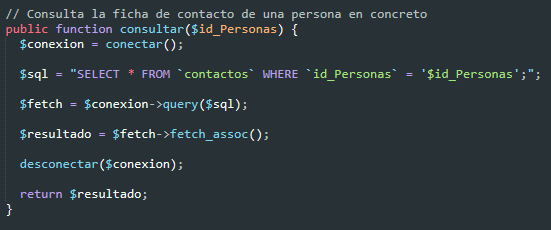 // Consulta la ficha de contacto de una persona en concreto
public function consultar($id_Personas) {
$conexion = conectar();
$sql = "SELECT * FROM `contactos` WHERE `id_Personas` = '$id_Personas';";
$fetch = $conexion->query($sql);
$resultado = $fetch->fetch_assoc();
desconectar($conexion);
return $resultado;
}